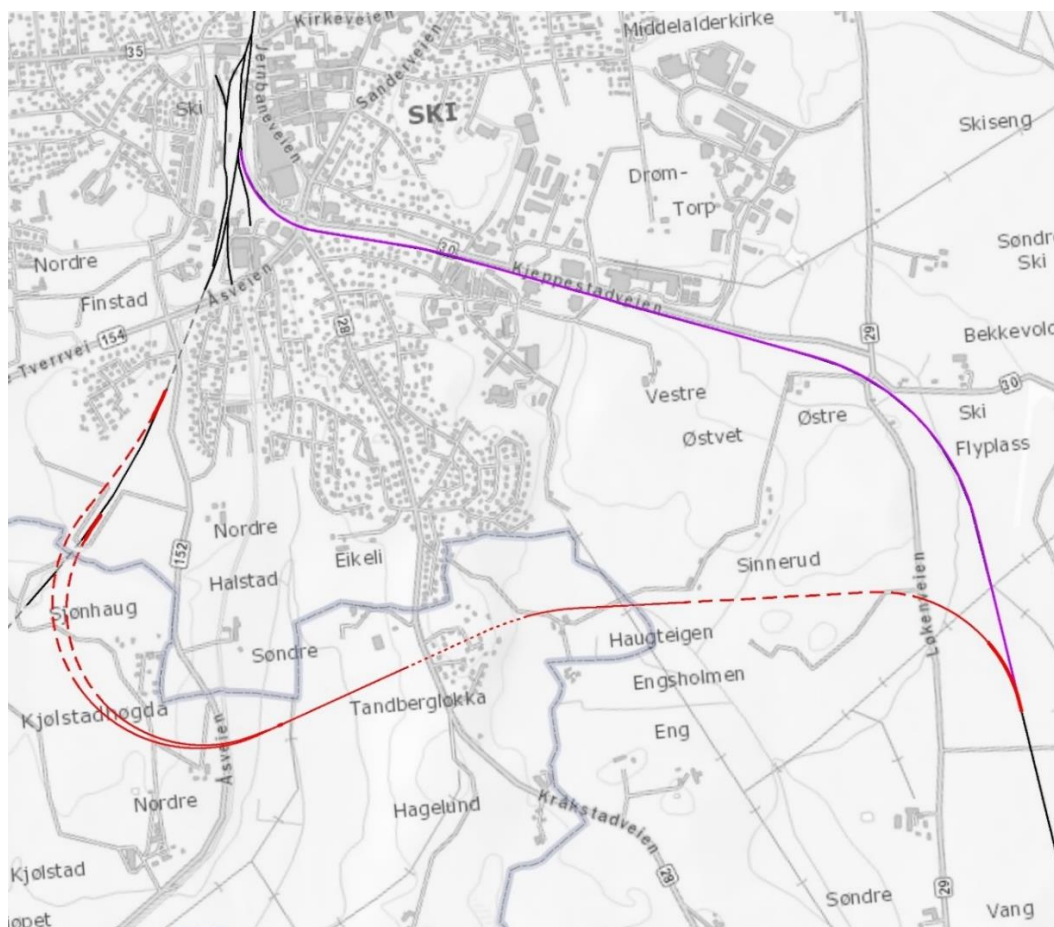 Kirkeveien
Middelalderkirke
35
Jernbaneveien
Sanderveien
Ski
SKI
Skiseng
Drøm-
Torp
Søndre
Ski
Nordre
30
Kjeppestadveien
Finstad
Åsveien
28
29
Bekkevold
Tverrvei
154
30
Vestre
Østre
Ski
Østvet
Flyplass
Nordre
152
Eikeli
Sinnerud
Halstad
Sjønhaug
Løkenveien
Haugteigen
Søndre
Engsholmen
Tandbergløkka
Kjølstadhøgda
Eng
Åsveien
Nordre
Hagelund
Kråkstadveien
Kjølstad
28
29
Søndre
Vang